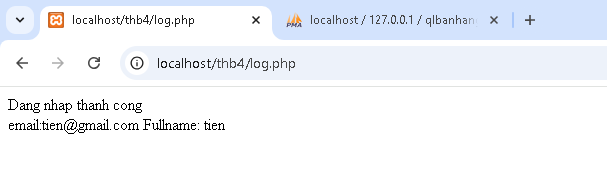 localhost/thb4/log.php
localhost / 127.0.0.1 / qlbanhan
localhost/thb4/log.php
Dang nhap thanh cong
email:tien@gmail.com Fullname: tien